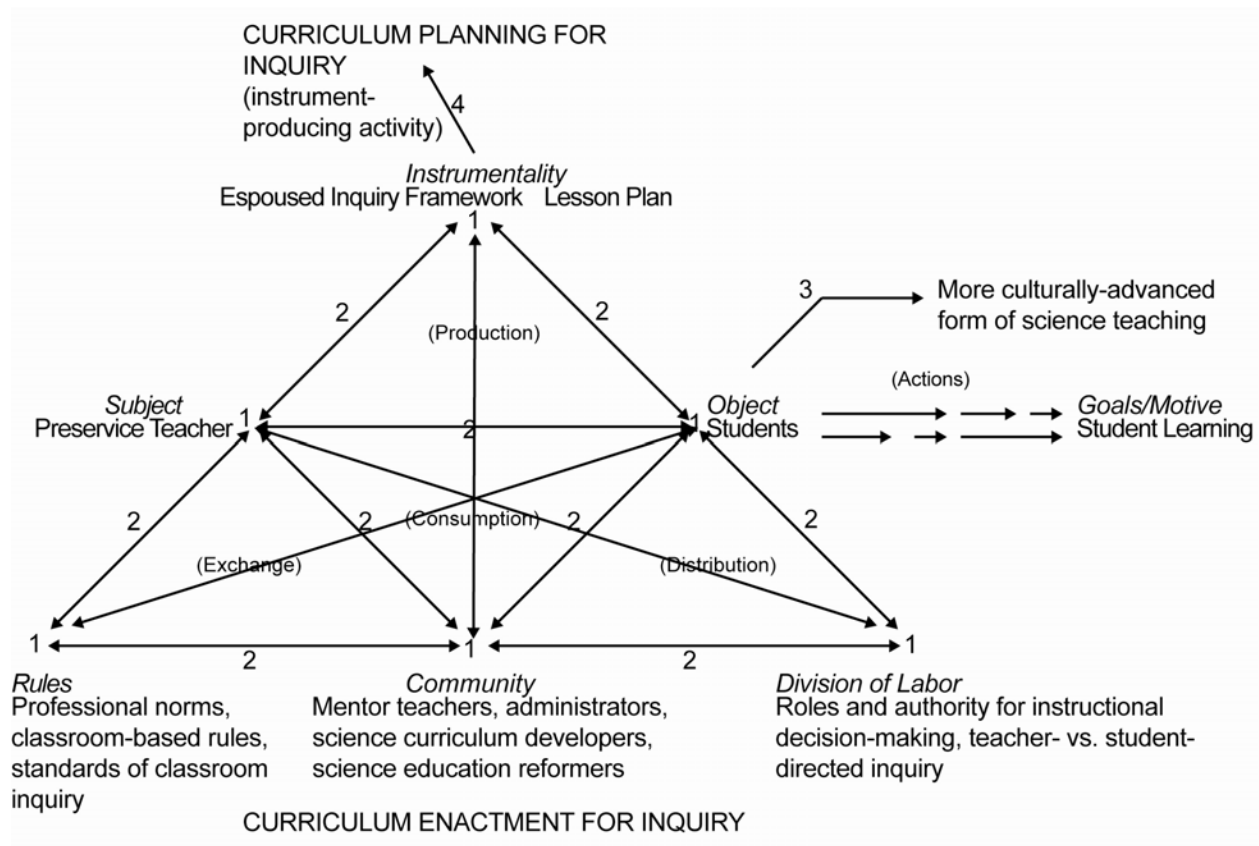 CURRICULUM PLANNING FOR
INQUIRY
(instrument-
producing activity)
4
Instrumentality
Espoused Inquiry Framework Lesson Plan
1
2
2
3
More culturally-advanced
form of science teaching
(Production)
(Actions)
Subject
Preservice Teacher
1
2
1
Object
Students
Goals/Motive
Student Learning
2
2
(Consumption)
2
2
(Exchange)
(Distribution)
1
2
1
2
1
Rules
Professional norms,
classroom-based rules,
standards of classroom
inquiry
Community
Mentor teachers, administrators,
science curriculum developers,
science education reformers
Division of Labor
Roles and authority for instructional
decision-making, teacher- vs. student-
directed inquiry
CURRICULUM ENACTMENT FOR INQUIRY